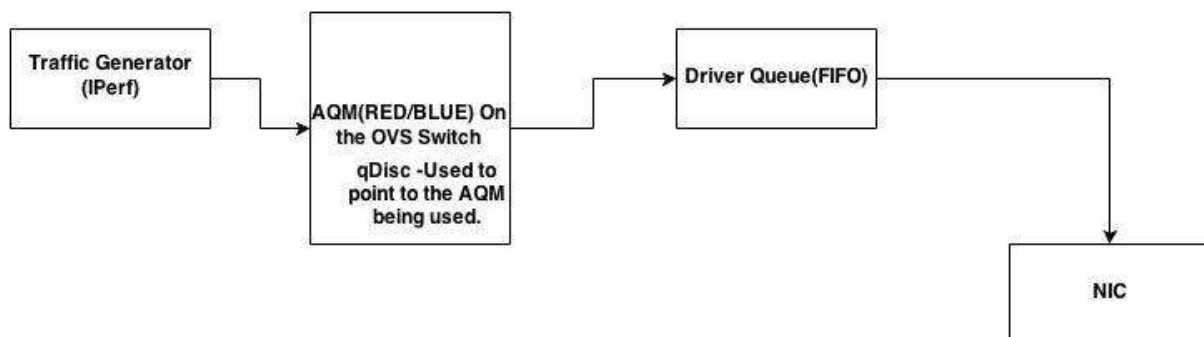 Traffic Generator
(IPerf)
AQM(RED/BLUE) On
the OVS Switch
qDisc -Used to
point to the AQM
being used.
Driver Queue(FIFO)
NIC